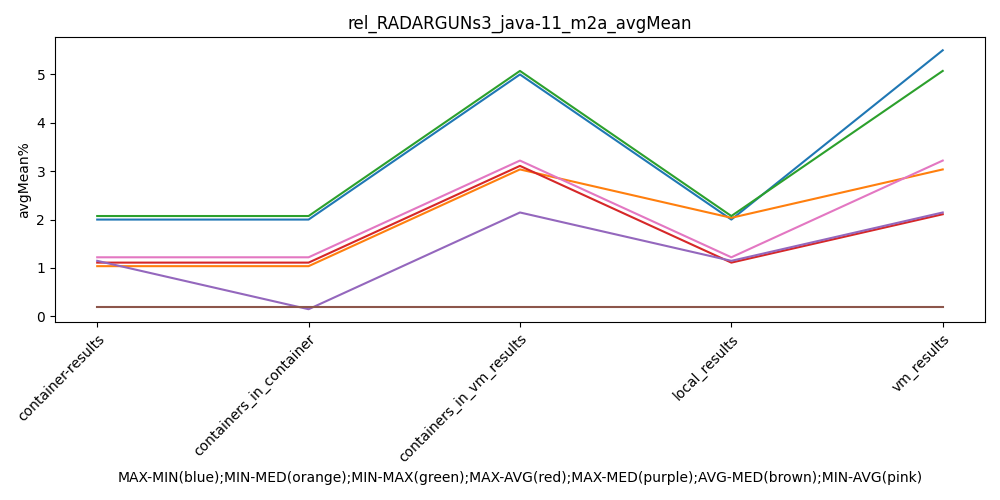 rel_RADARGUNs3_java-11_m2a_avgMean
avgMean%
5
4
3
2
1
0
container-results
containers_in_container
containers_in_vm_results
local_results
vm_results
MAX-MIN(blue);MIN-MED(orange);MIN-MAX(green);MAX-AVG(red);MAX-MED(purple);AVG-MED(brown);MIN-AVG(pink)